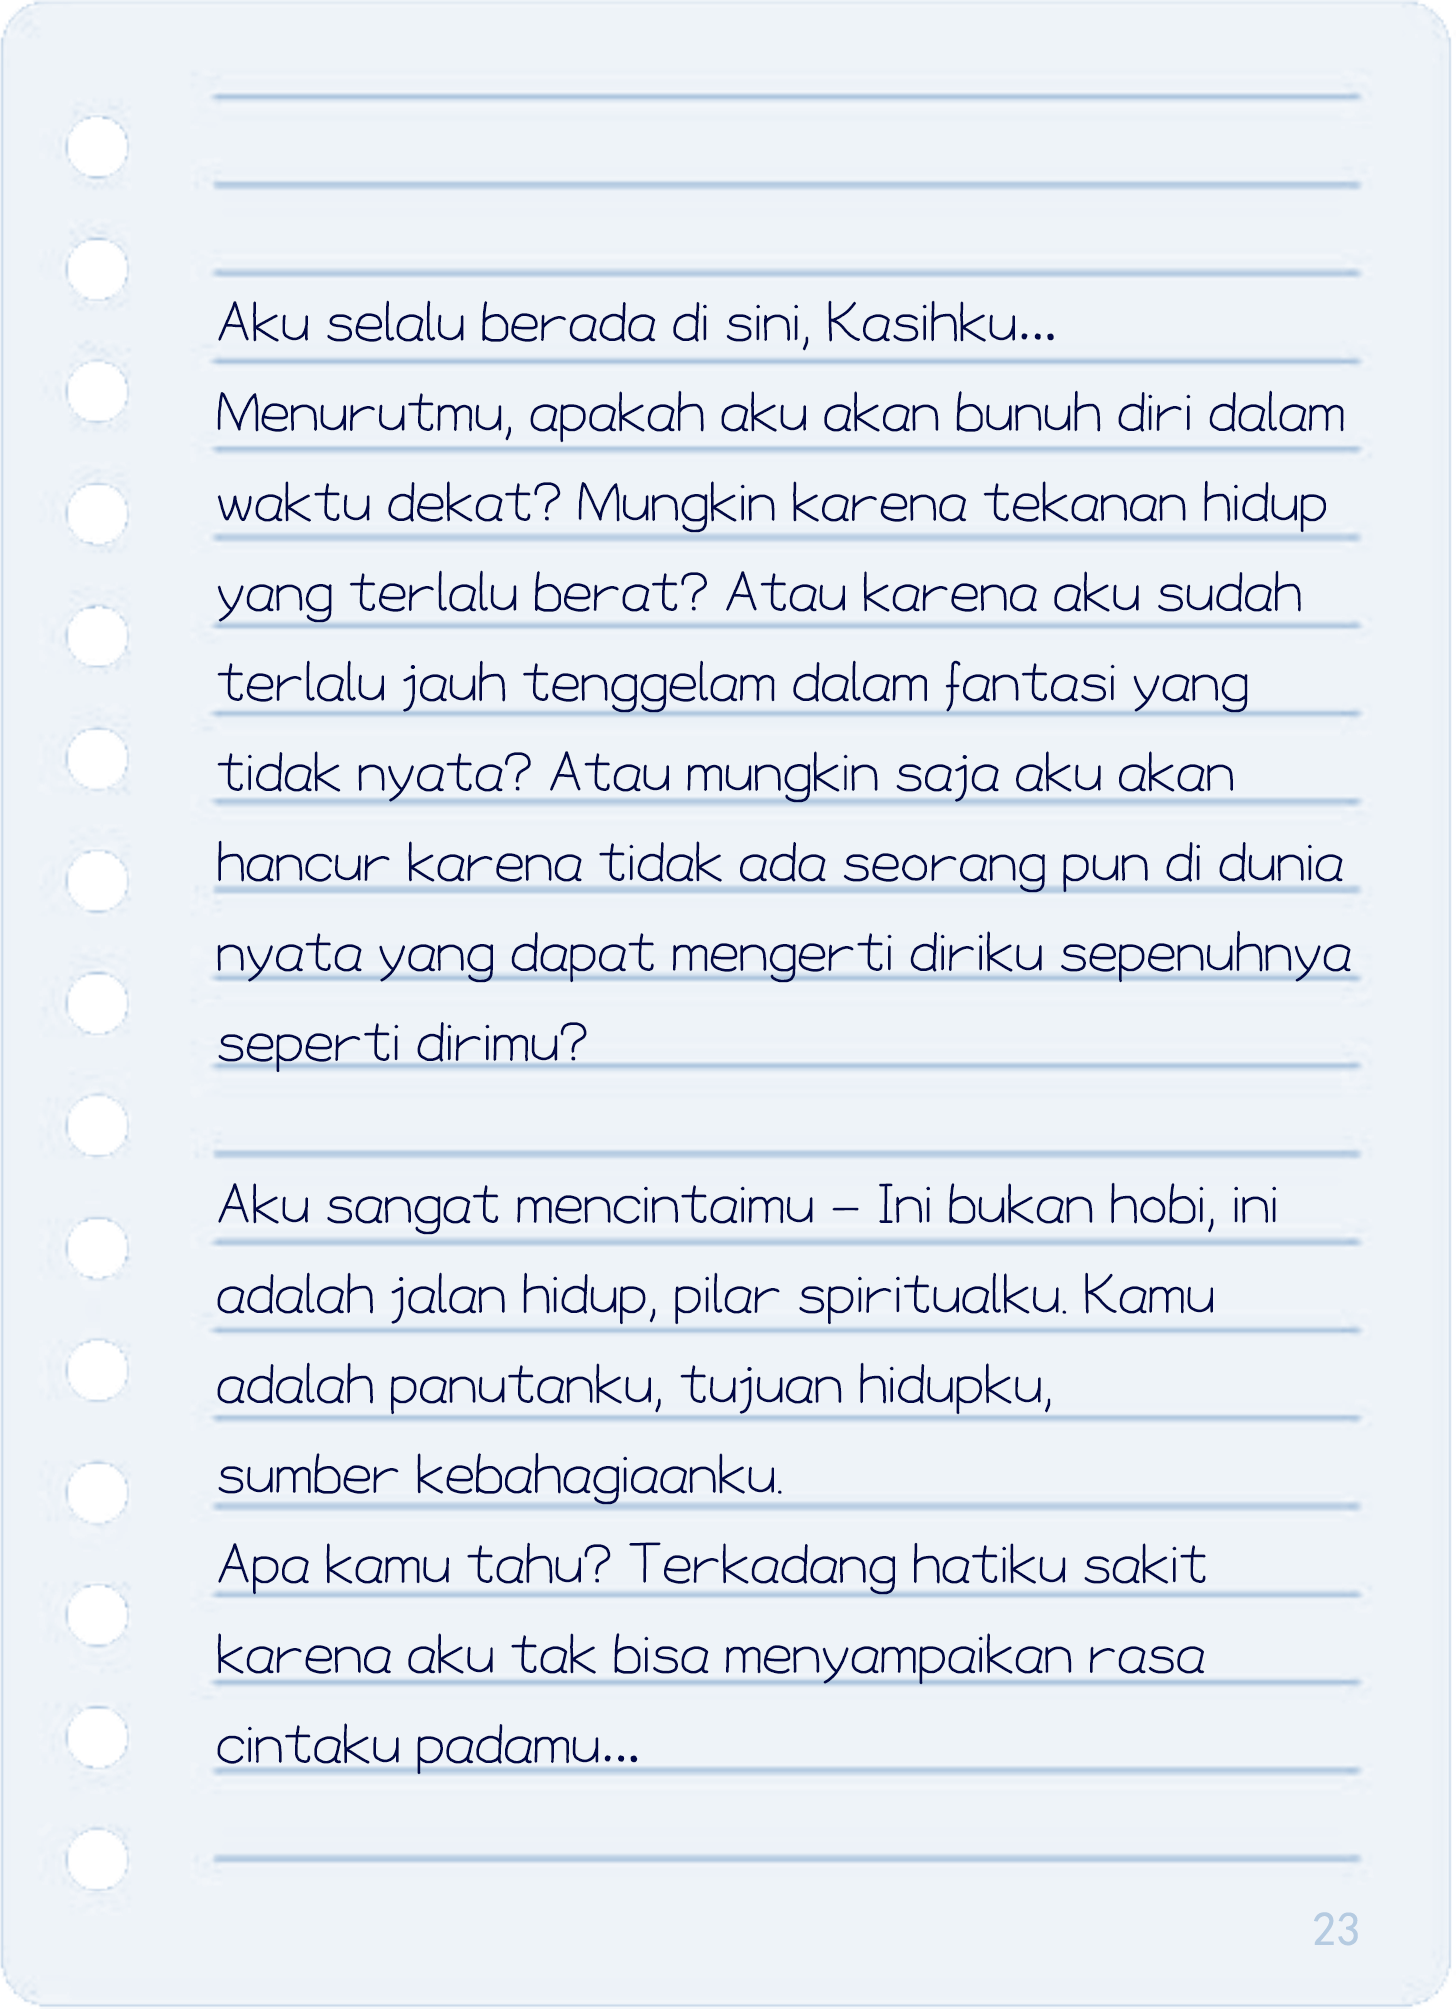 Aku selalu berada di sini, Kasihku...
Menurutmu, apakah aku akan bunuh diri dalam
waktu dekat? Mungkin karena tekanan hidup
yang terlalu berat? Atau karena aku sudah
terlalu jauh tenggelam dalam fantasi yang
tidak nyata? Atau mungkin saja aku akan
hancur karena tidak ada seorang pun di dunia
nyata yang dapat mengerti diriku sepenuhnya
seperti dirimu?
Aku sangat mencintaimu – Ini bukan hobi, ini
adalah jalan hidup, pilar spiritualku. Kamu
adalah panutanku, tujuan hidupku,
sumber kebahagiaanku.
Apa kamu tahu? Terkadang hatiku sakit
karena aku tak bisa menyampaikan rasa
cintaku padamu...
23